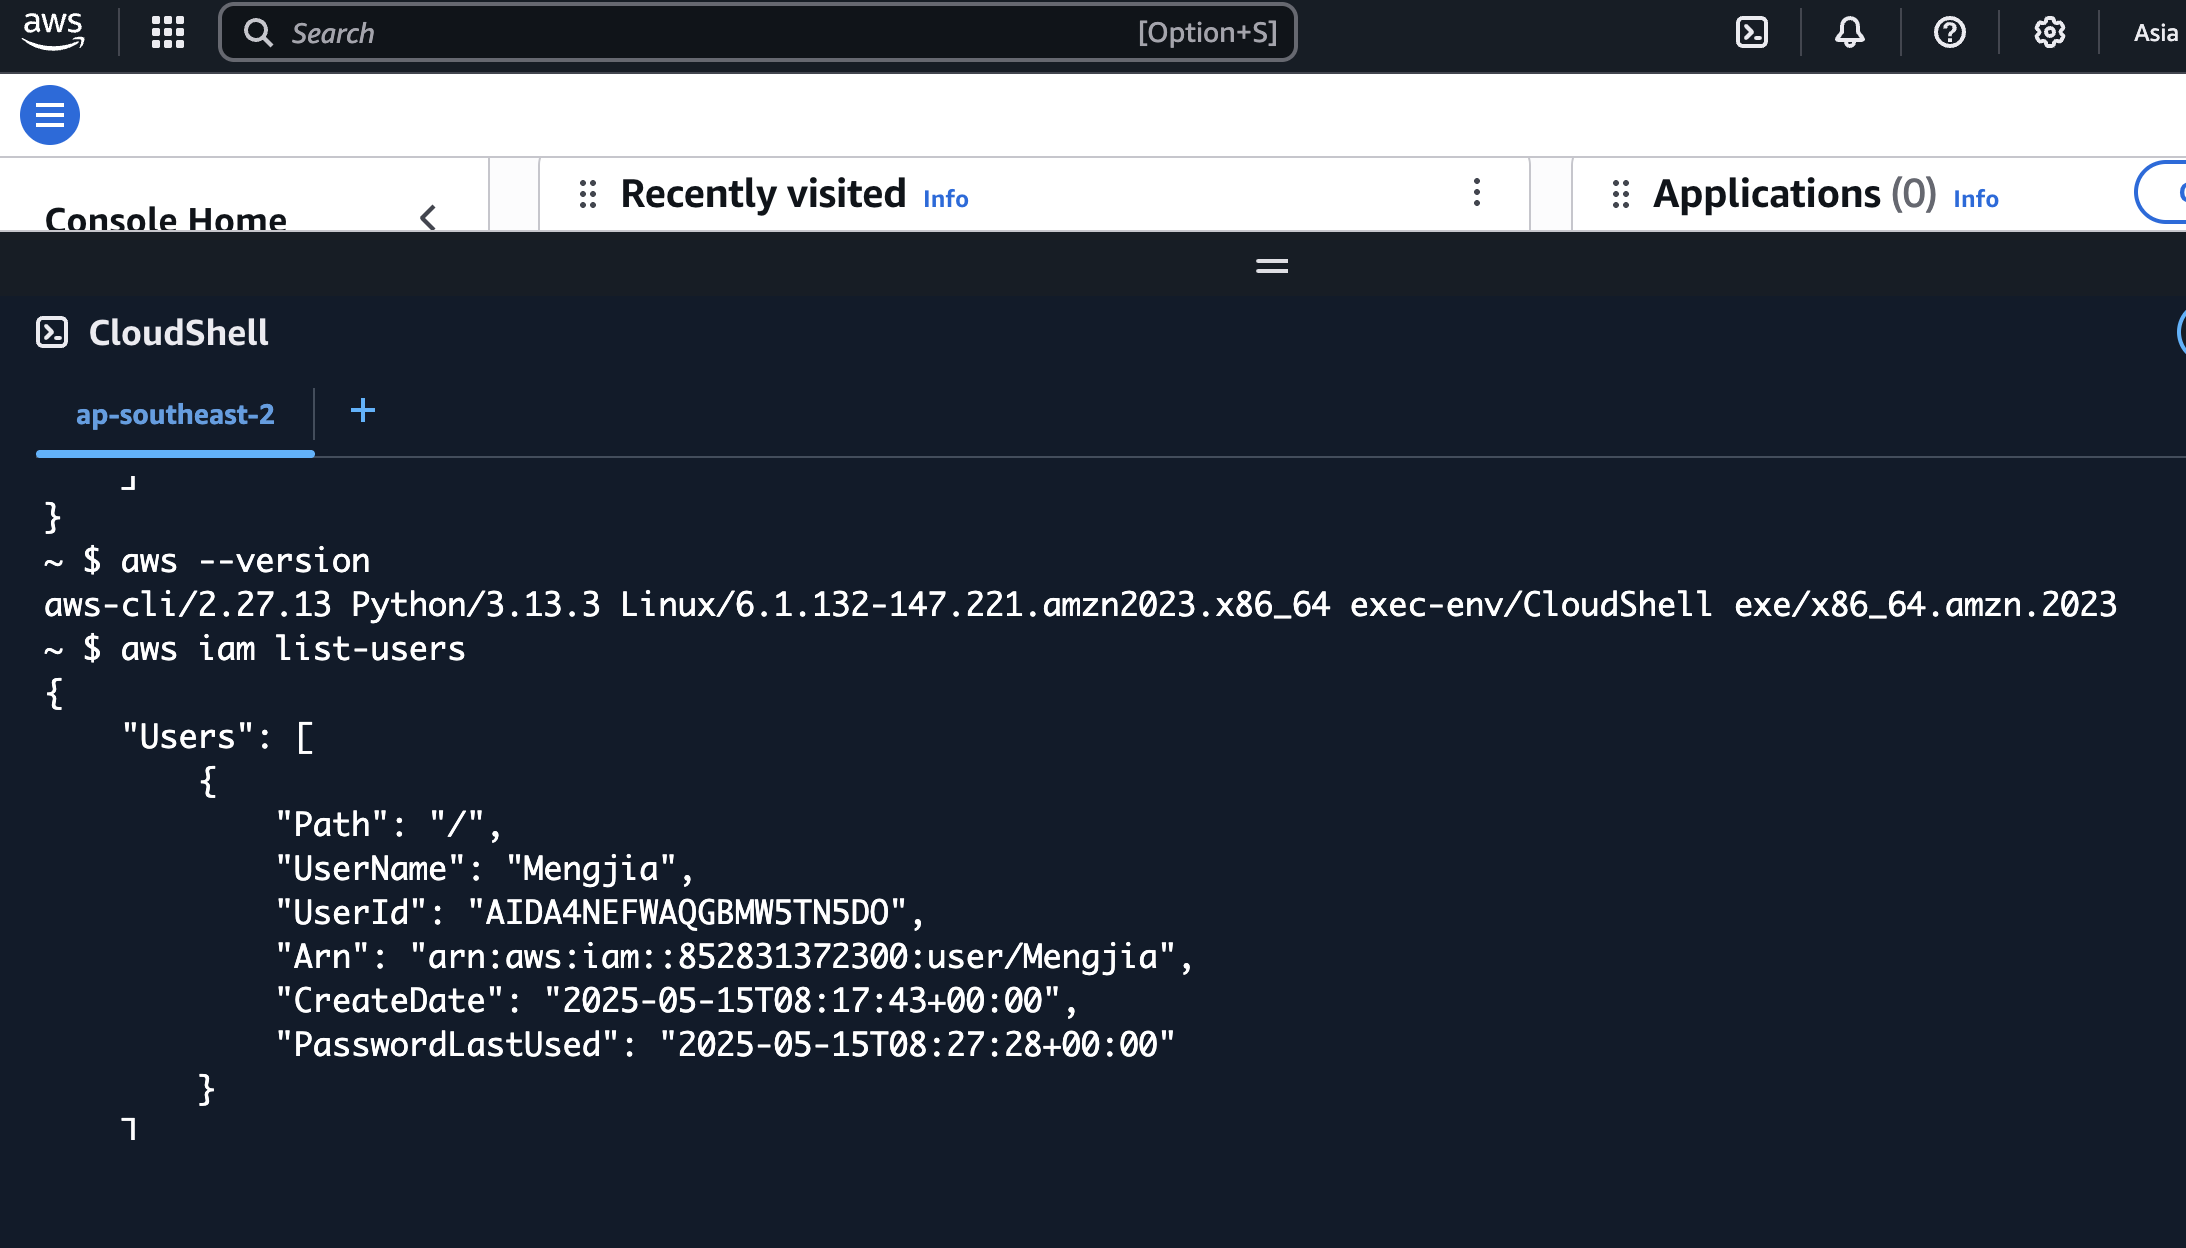 aws
Search [Option+S]
Asia
Console Home
Recently visited Info
Applications (0) Info
CloudShell
ap-southeast-2 +
]
}
~ $ aws --version
aws-cli/2.27.13 Python/3.13.3 Linux/6.1.132-147.221.amzn2023.x86_64 exec-env/CloudShell exe/x86_64.amzn.2023
~ $ aws iam list-users
{
    "Users": [
        {
            "Path": "/",
            "UserName": "Mengjia",
            "UserId": "AIDA4NEFWAQGBMW5TN5DO",
            "Arn": "arn:aws:iam::852831372300:user/Mengjia",
            "CreateDate": "2025-05-15T08:17:43+00:00",
            "PasswordLastUsed": "2025-05-15T08:27:28+00:00"
        }
    ]